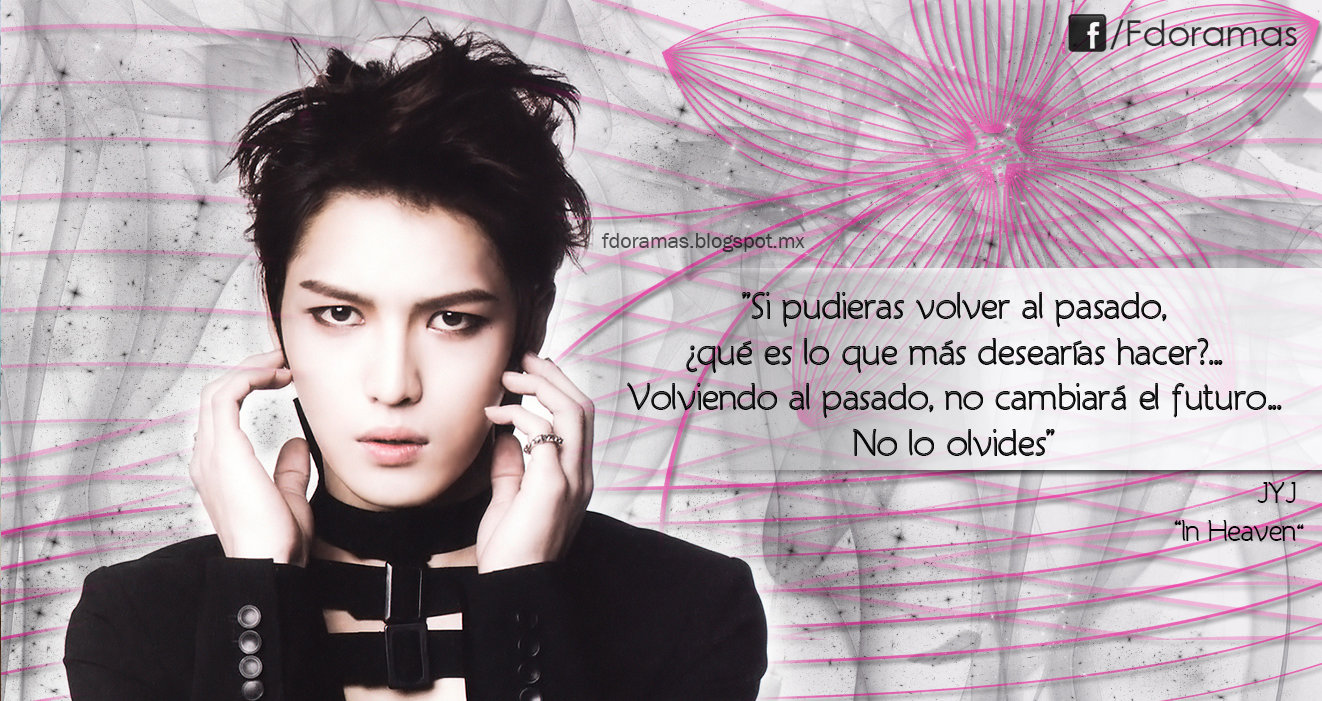 f/Fdoramas
fdoramas.blogspot.mx
"Si pudieras volver al pasado,
¿qué es lo que más desearías hacer?...
Volviendo al pasado, no cambiará el futuro...
No lo olvides"
JYJ
"In Heaven"